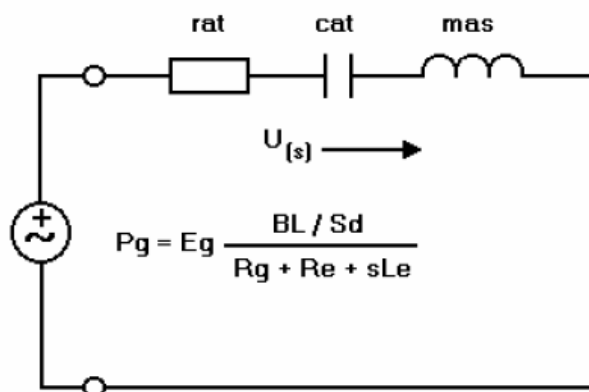 rat cat mas
U(s)
+
~
Pg = Eg BL / Sd
Rg + Re + sLe